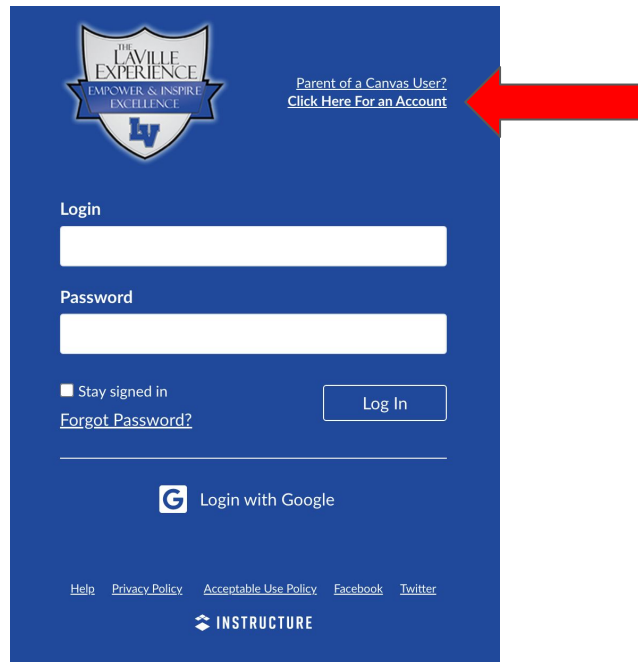 THE
LAVILLE
EXPERIENCE
EMPOWER & INSPIRE
EXCELLENCE
LV
Parent of a Canvas User?
Click Here For an Account
Login
Password
Stay signed in
Forgot Password?
Log In
G Login with Google
Help Privacy Policy Acceptable Use Policy Facebook Twitter
INSTRUCTURE